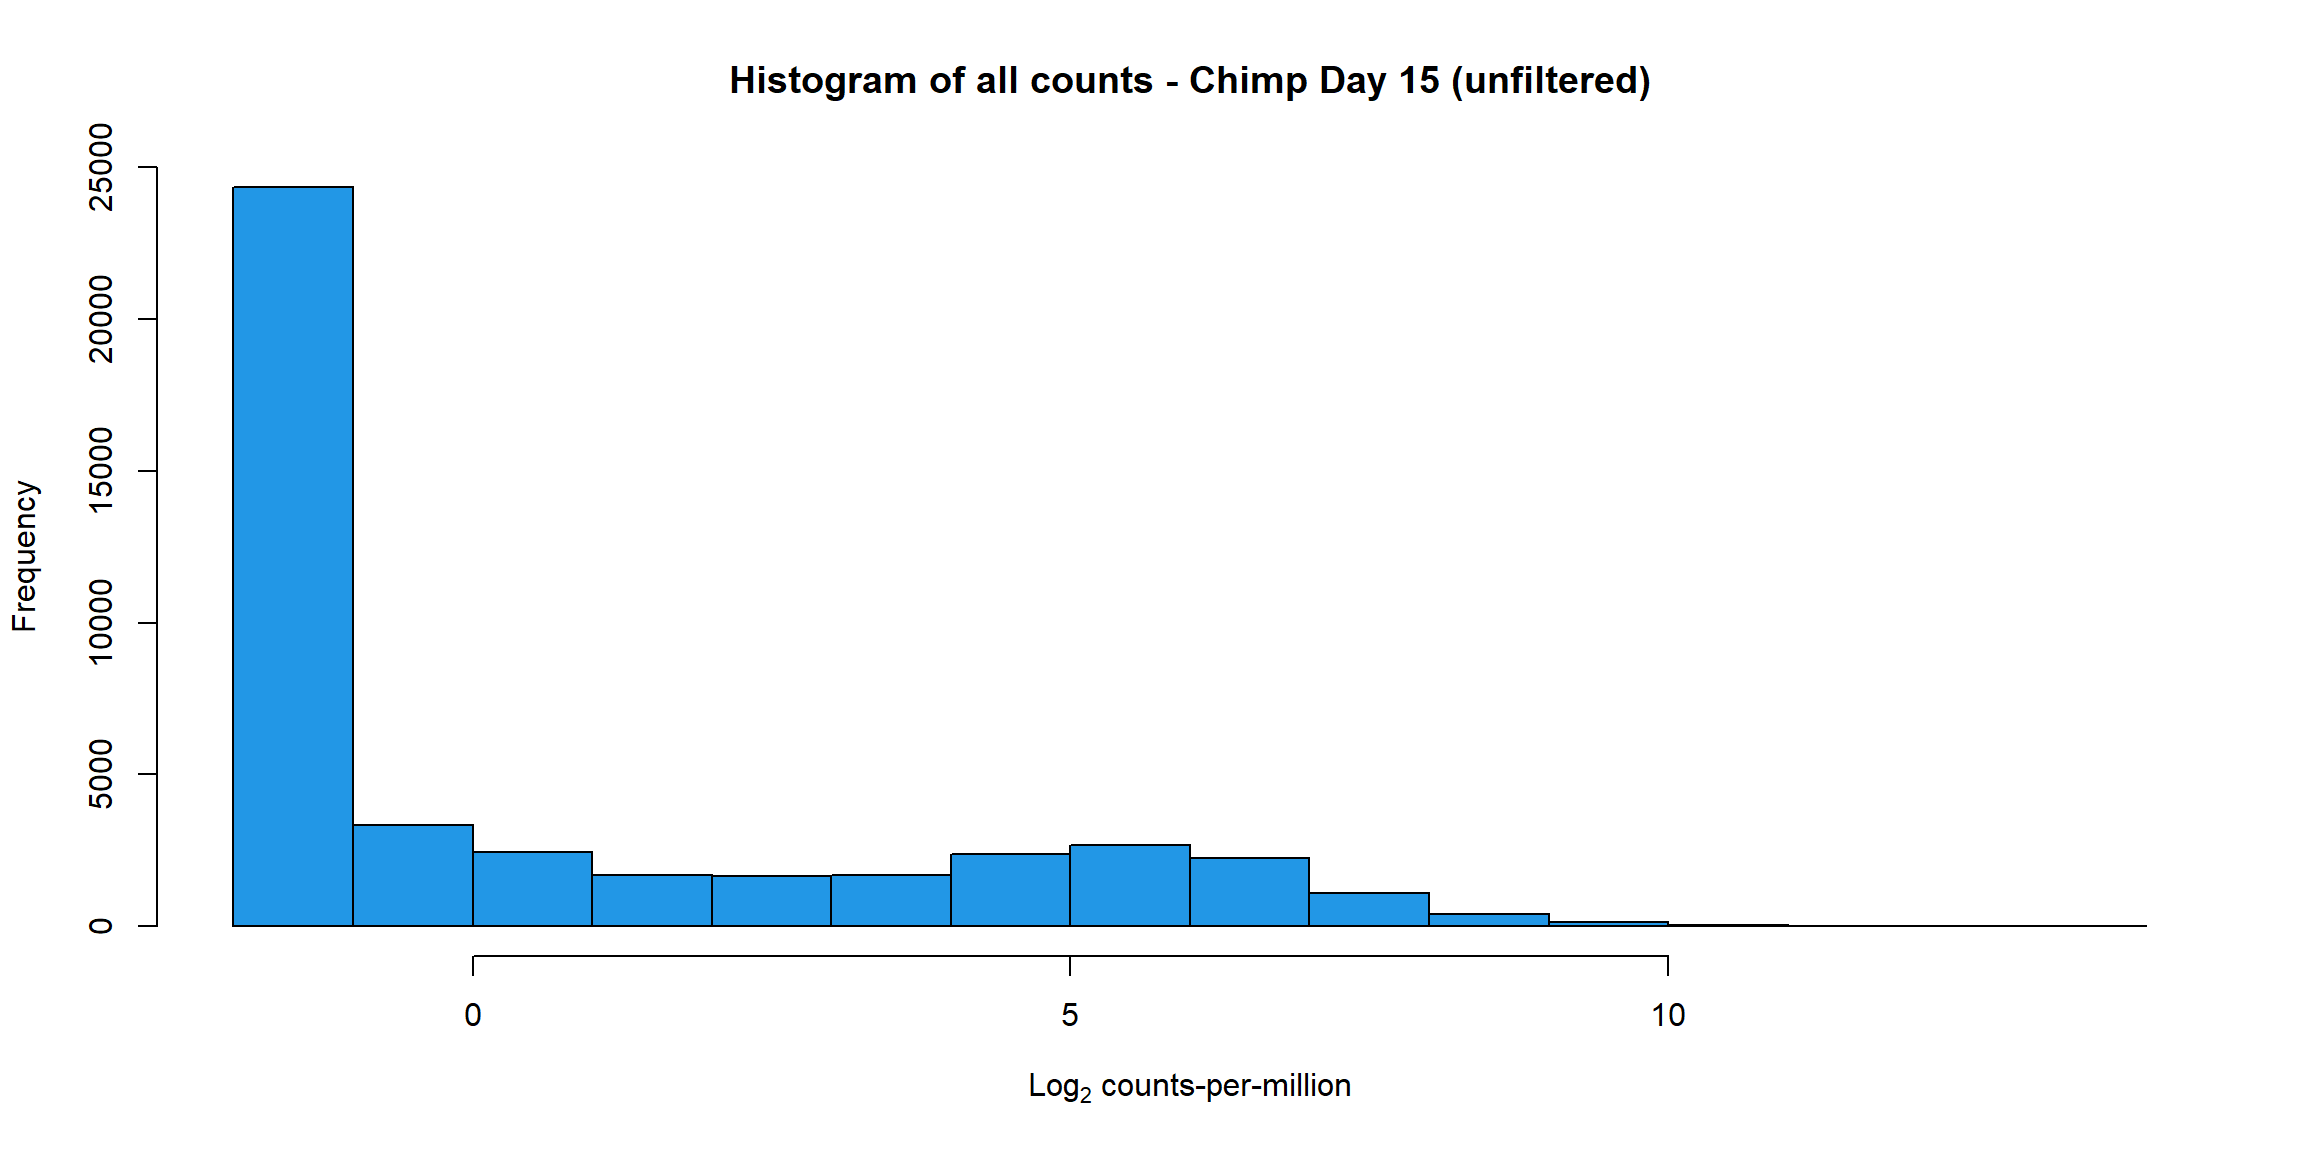 Histogram of all counts - Chimp Day 15 (unfiltered)
Frequency
25000
20000
15000
10000
5000
0
0 5 10
Log₂ counts-per-million